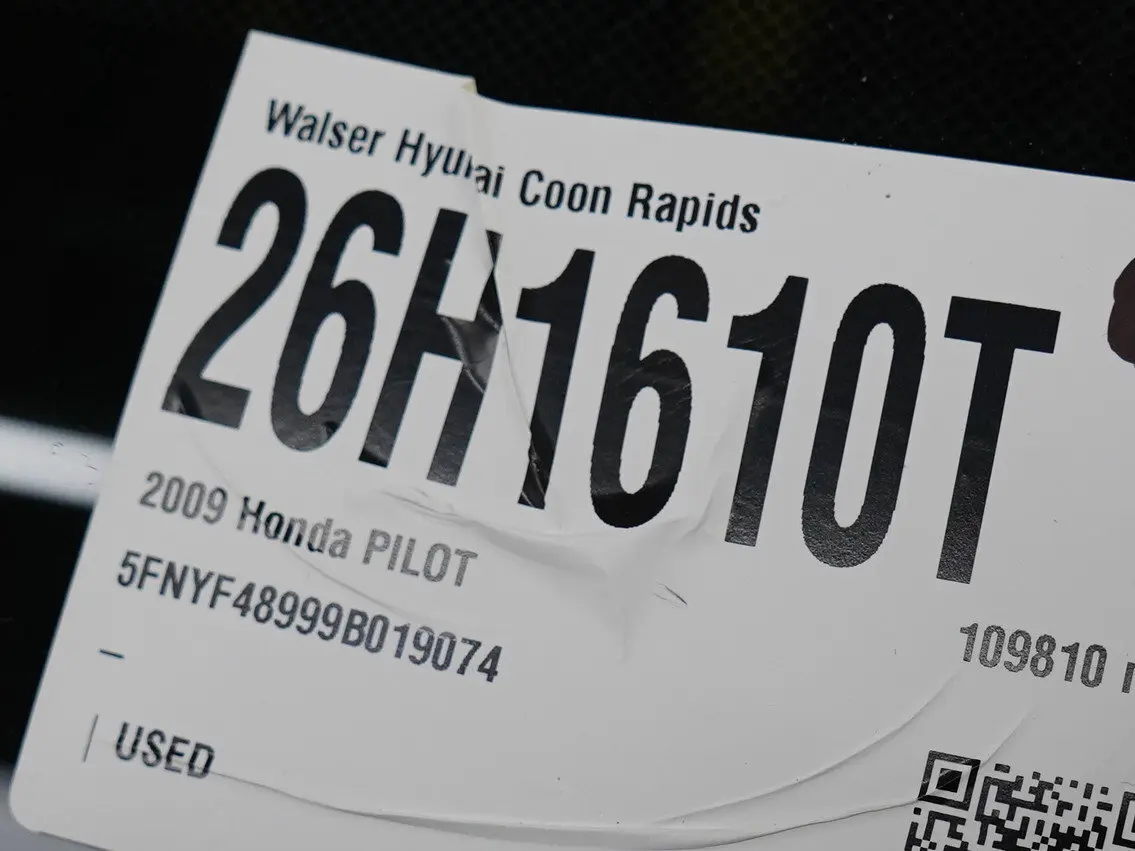 Walser Hyundai Coon Rapids
26H1610T
2009 Honda PILOT
5FNYF48999B019074
109810
–
USED